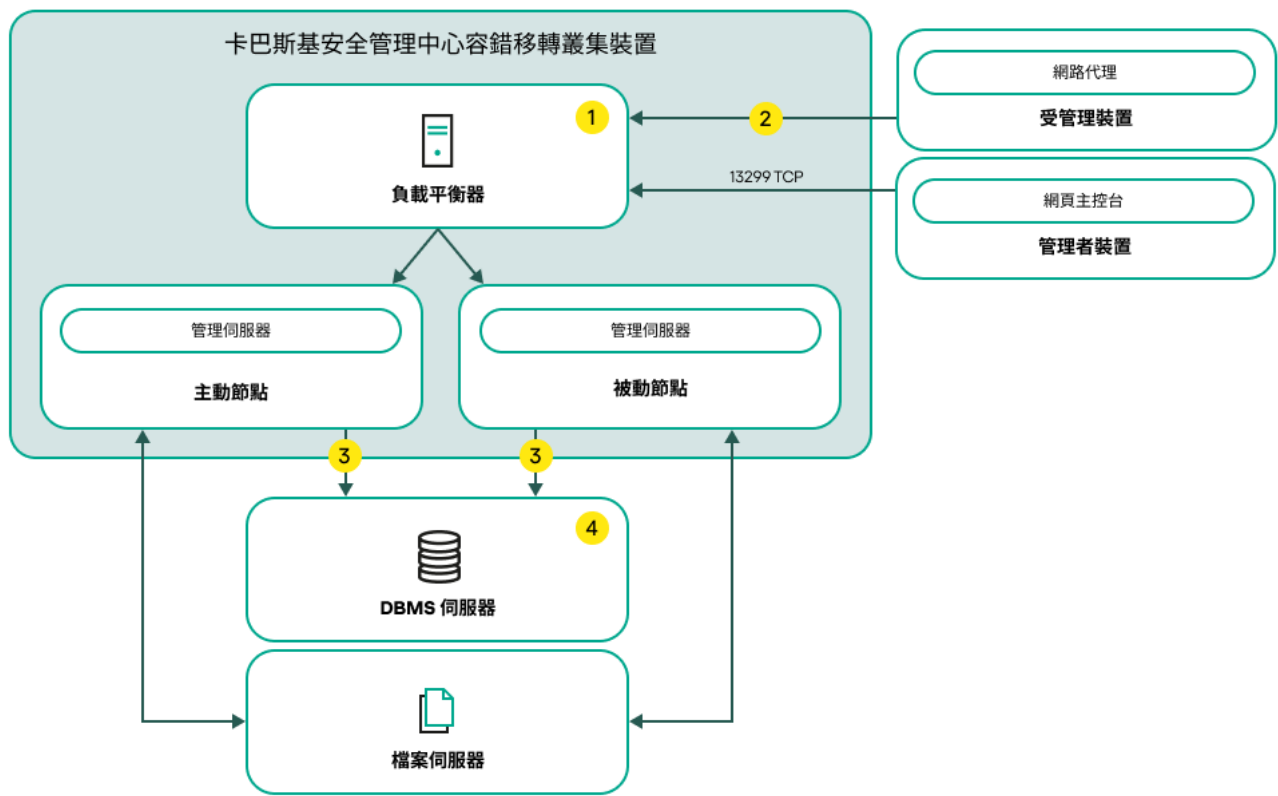 卡巴斯基安全管理中心容錯移轉叢集裝置
1
負載平衡器
2
13299 TCP
網路代理
受管理裝置
網頁主控台
管理者裝置
管理伺服器
主動節點
管理伺服器
被動節點
3
3
4
DBMS 伺服器
檔案伺服器